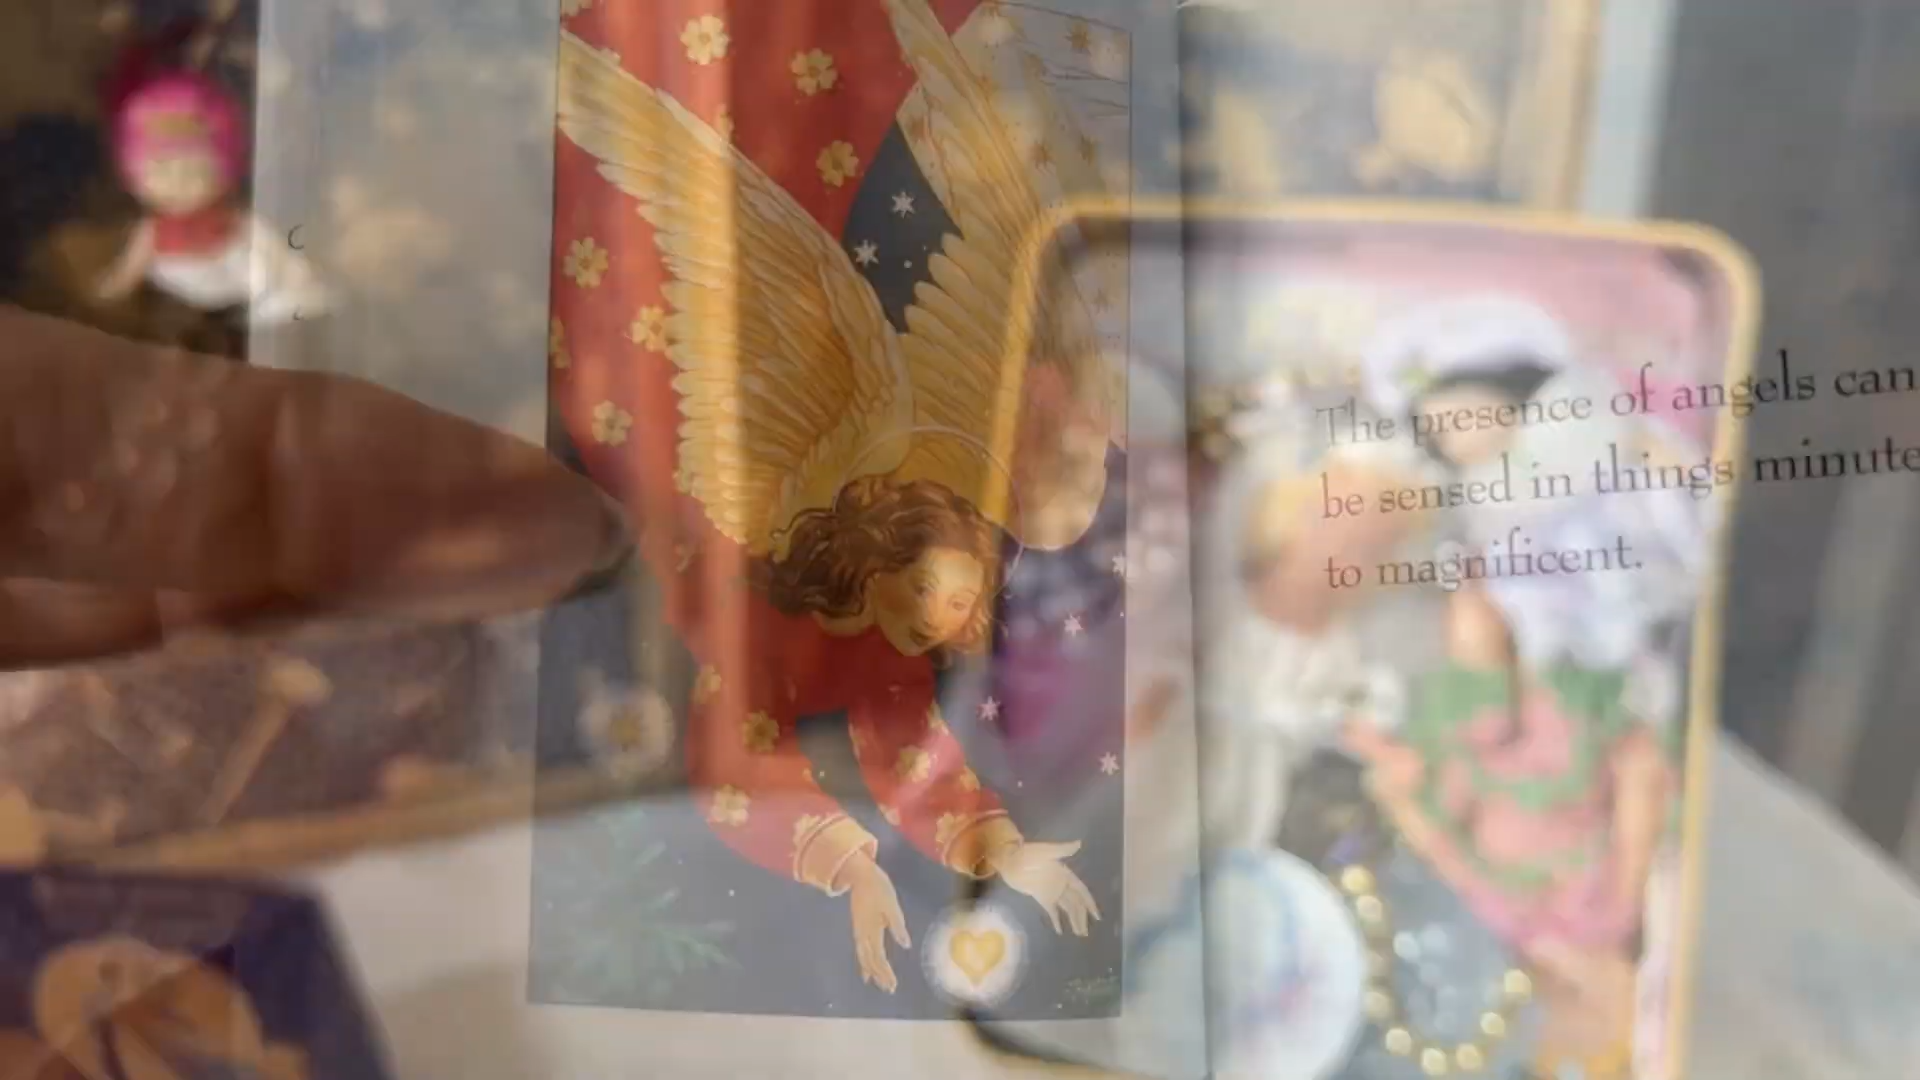 The presence of angels can
be sensed in things minute
to magnificent.